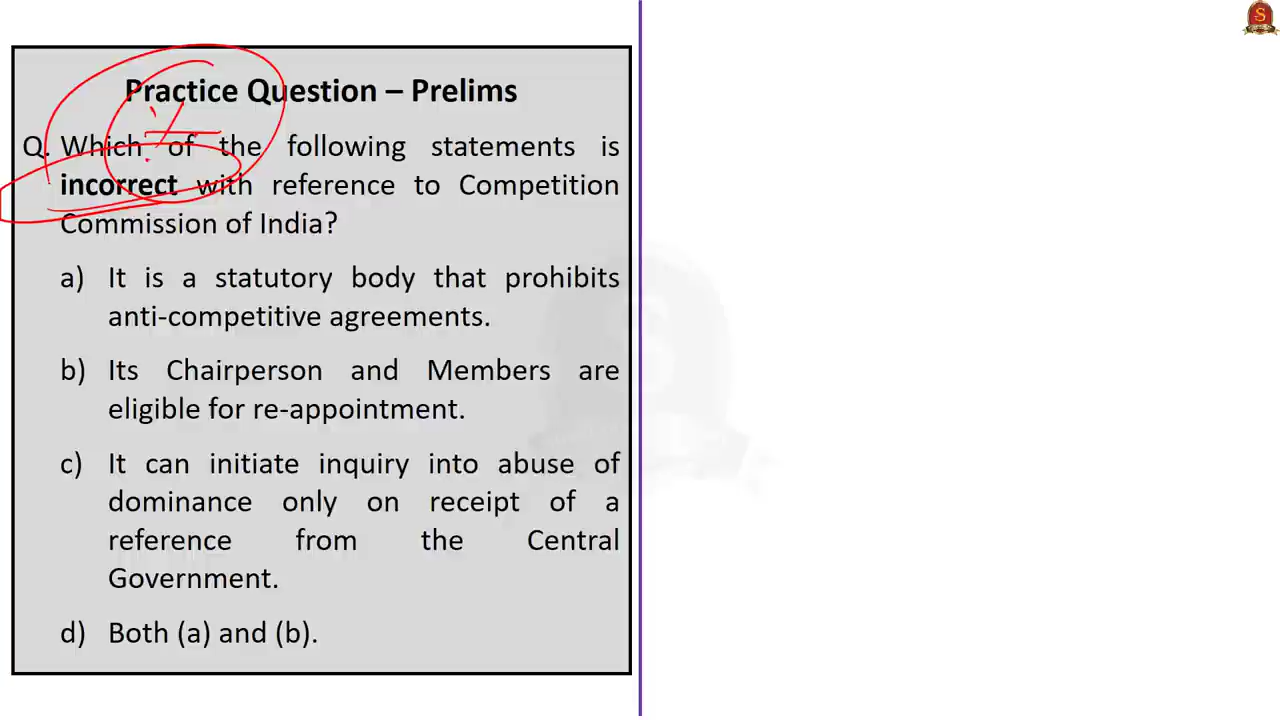 Practice Question – Prelims
Q. Which of the following statements is
incorrect with reference to Competition
Commission of India?
a) It is a statutory body that prohibits
anti-competitive agreements.
b) Its Chairperson and Members are
eligible for re-appointment.
c) It can initiate inquiry into abuse of
dominance only on receipt of a
reference from the Central
Government.
d) Both (a) and (b).
S